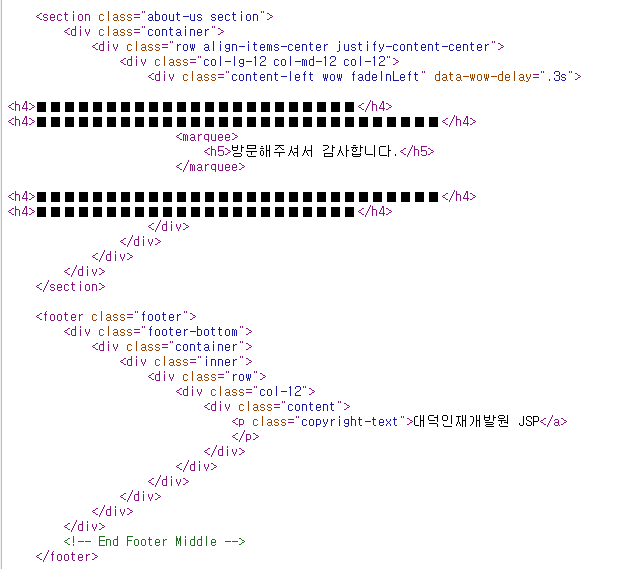 <section class="about-us section">
<div class="container">
<div class="row align-items-center justify-content-center">
<div class="col-lg-12 col-md-12 col-12">
<div class="content-left wow fadeInLeft" data-wow-delay=".3s">
<h4>■■■■■■■■■■■■■■■■■■■■■■■</h4>
<h4>■■■■■■■■■■■■■■■■■■■■■■■■■■■■■</h4>
<marquee>
<h5>방문해주셔서 감사합니다.</h5>
</marquee>
<h4>■■■■■■■■■■■■■■■■■■■■■■■■■■■■■</h4>
<h4>■■■■■■■■■■■■■■■■■■■■■■■</h4>
</div>
</div>
</div>
</div>
</section>
<footer class="footer">
<div class="footer-bottom">
<div class="container">
<div class="inner">
<div class="row">
<div class="col-12">
<div class="content">
<p class="copyright-text">대덕인재개발원 JSP</a>
</p>
</div>
</div>
</div>
</div>
</div>
</div>
<!-- End Footer Middle -->
</footer>